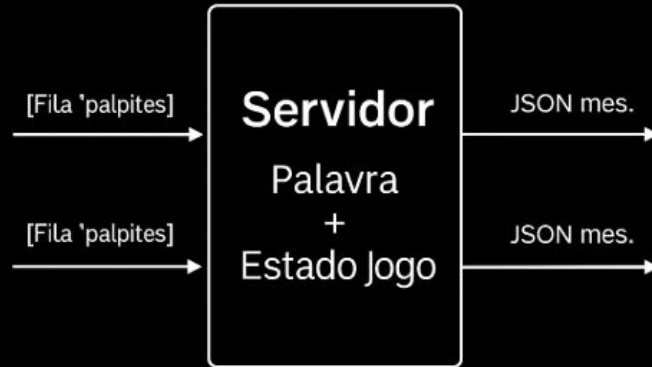 [Fila 'palpites]
Servidor
JSON mes.
Palavra
+
[Fila 'palpites]
Estado Jogo
JSON mes.